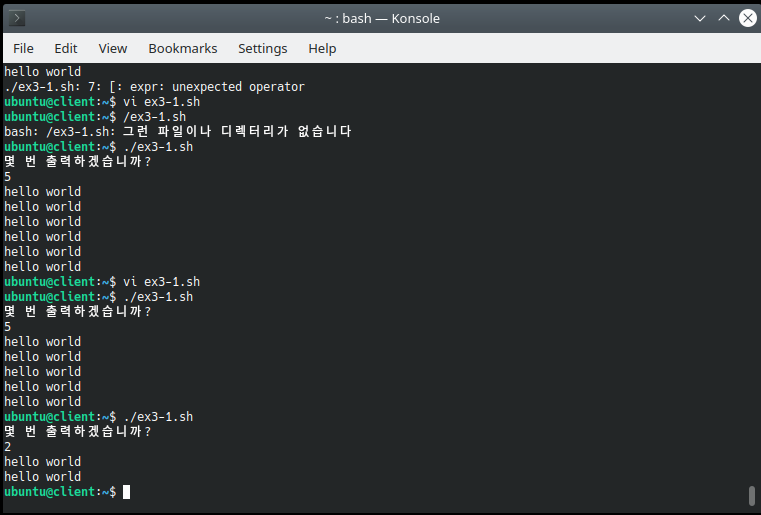 ~ : bash — Konsole
File Edit View Bookmarks Settings Help
hello world
./ex3-1.sh: 7: [: expr: unexpected operator
ubuntu@client:~$ vi ex3-1.sh
ubuntu@client:~$ /ex3-1.sh
bash: /ex3-1.sh: 그런 파일이나 디렉터리가 없습니다
ubuntu@client:~$ ./ex3-1.sh
몇 번 출력하겠습니까?
5
hello world
hello world
hello world
hello world
hello world
hello world
ubuntu@client:~$ vi ex3-1.sh
ubuntu@client:~$ ./ex3-1.sh
몇 번 출력하겠습니까?
5
hello world
hello world
hello world
hello world
hello world
ubuntu@client:~$ ./ex3-1.sh
몇 번 출력하겠습니까?
2
hello world
hello world
ubuntu@client:~$